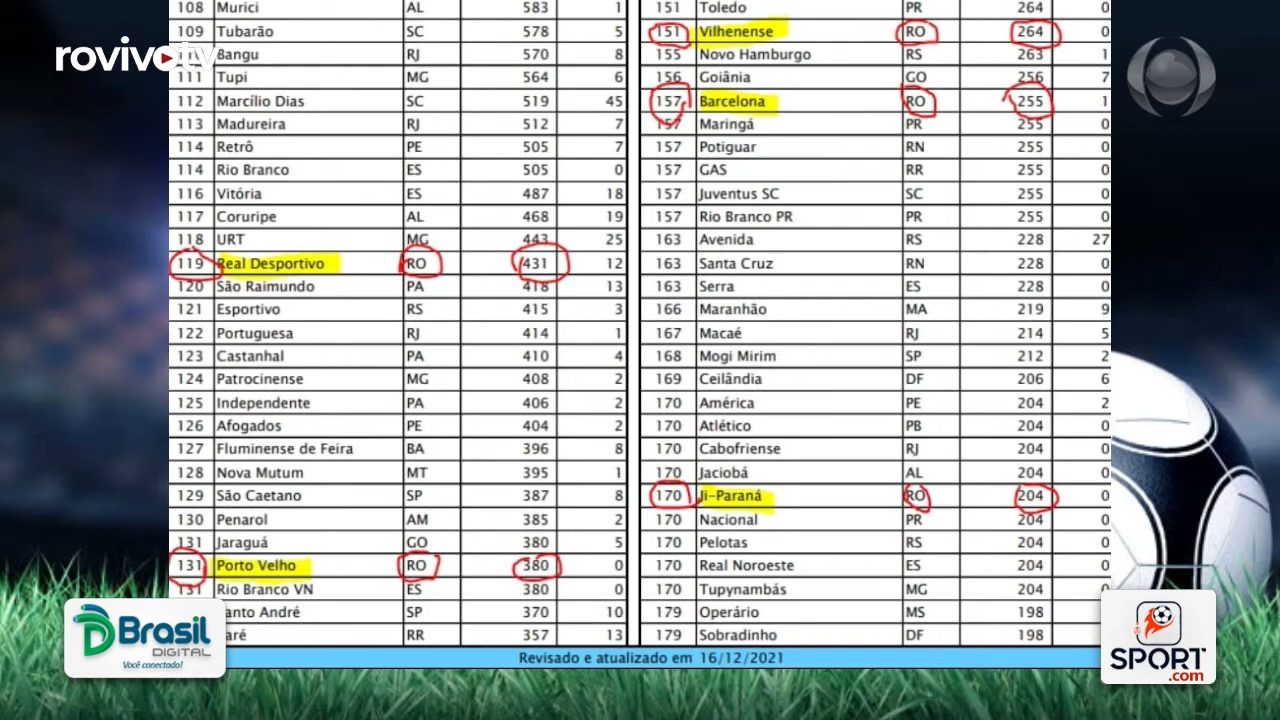 108 Murici AL 583 1
109 Tubarão SC 578 5
Bangu RJ 570 8
111 Tupi MG 564 6
112 Marcílio Dias SC 519 45
113 Madureira RJ 512 7
114 Retrô PE 505 7
114 Rio Branco ES 505 0
116 Vitória ES 487 18
117 Coruripe AL 468 19
118 URT MG 443 25
119 Real Desportivo RO 431 12
120 São Raimundo PA 418 13
121 Esportivo RS 415 3
122 Portuguesa RJ 414 1
123 Castanhal PA 410 4
124 Patrocinense MG 408 2
125 Independente PA 406 2
126 Afogados PE 404 2
127 Fluminense de Feira BA 396 8
128 Nova Mutum MT 395 1
129 São Caetano SP 387 8
130 Penarol AM 385 2
131 Jaraguá GO 380 5
131 Porto Velho RO 380 0
131 Rio Branco VN ES 380 0
anto André SP 370 10
aré RR 357 13
151 Toledo PR 264 0
151 Vilhenense RO 264 0
155 Novo Hamburgo RS 263 1
156 Goiânia GO 256 7
157 Barcelona RO 255 1
157 Maringá PR 255 0
157 Potiguar RN 255 0
157 GAS RR 255 0
157 Juventus SC SC 255 0
157 Rio Branco PR PR 255 0
163 Avenida RS 228 27
163 Santa Cruz RN 228 0
163 Serra ES 228 0
166 Maranhão MA 219 9
167 Macaé RJ 214 5
168 Mogi Mirim SP 212 2
169 Ceilândia DF 206 6
170 América PE 204 2
170 Atlético PB 204 0
170 Cabofriense RJ 204 0
170 Jaciobá AL 204 0
170 Ji-Paraná RO 204 0
170 Nacional PR 204 0
170 Pelotas RS 204 0
170 Real Noroeste ES 204 0
170 Tupynambás MG 204 0
179 Operário MS 198
179 Sobradinho DF 198
Revisado e atualizado em 16/12/2021
rovivotv
Brasil
DIGITAL
Você conectado!
SPORT
.com